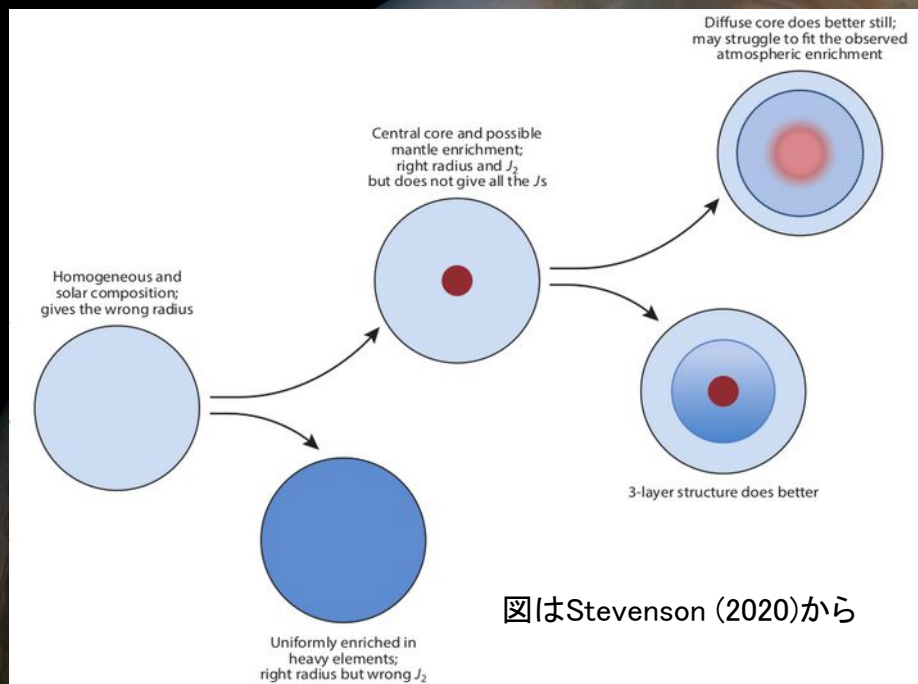 Diffuse core does better still;
may struggle to fit the observed
atmospheric enrichment
Central core and possible
mantle enrichment;
right radius and J2
but does not give all the Js
Homogeneous and
solar composition;
gives the wrong radius
3-layer structure does better
Uniformly enriched in
heavy elements;
right radius but wrong J2
図はStevenson (2020)から